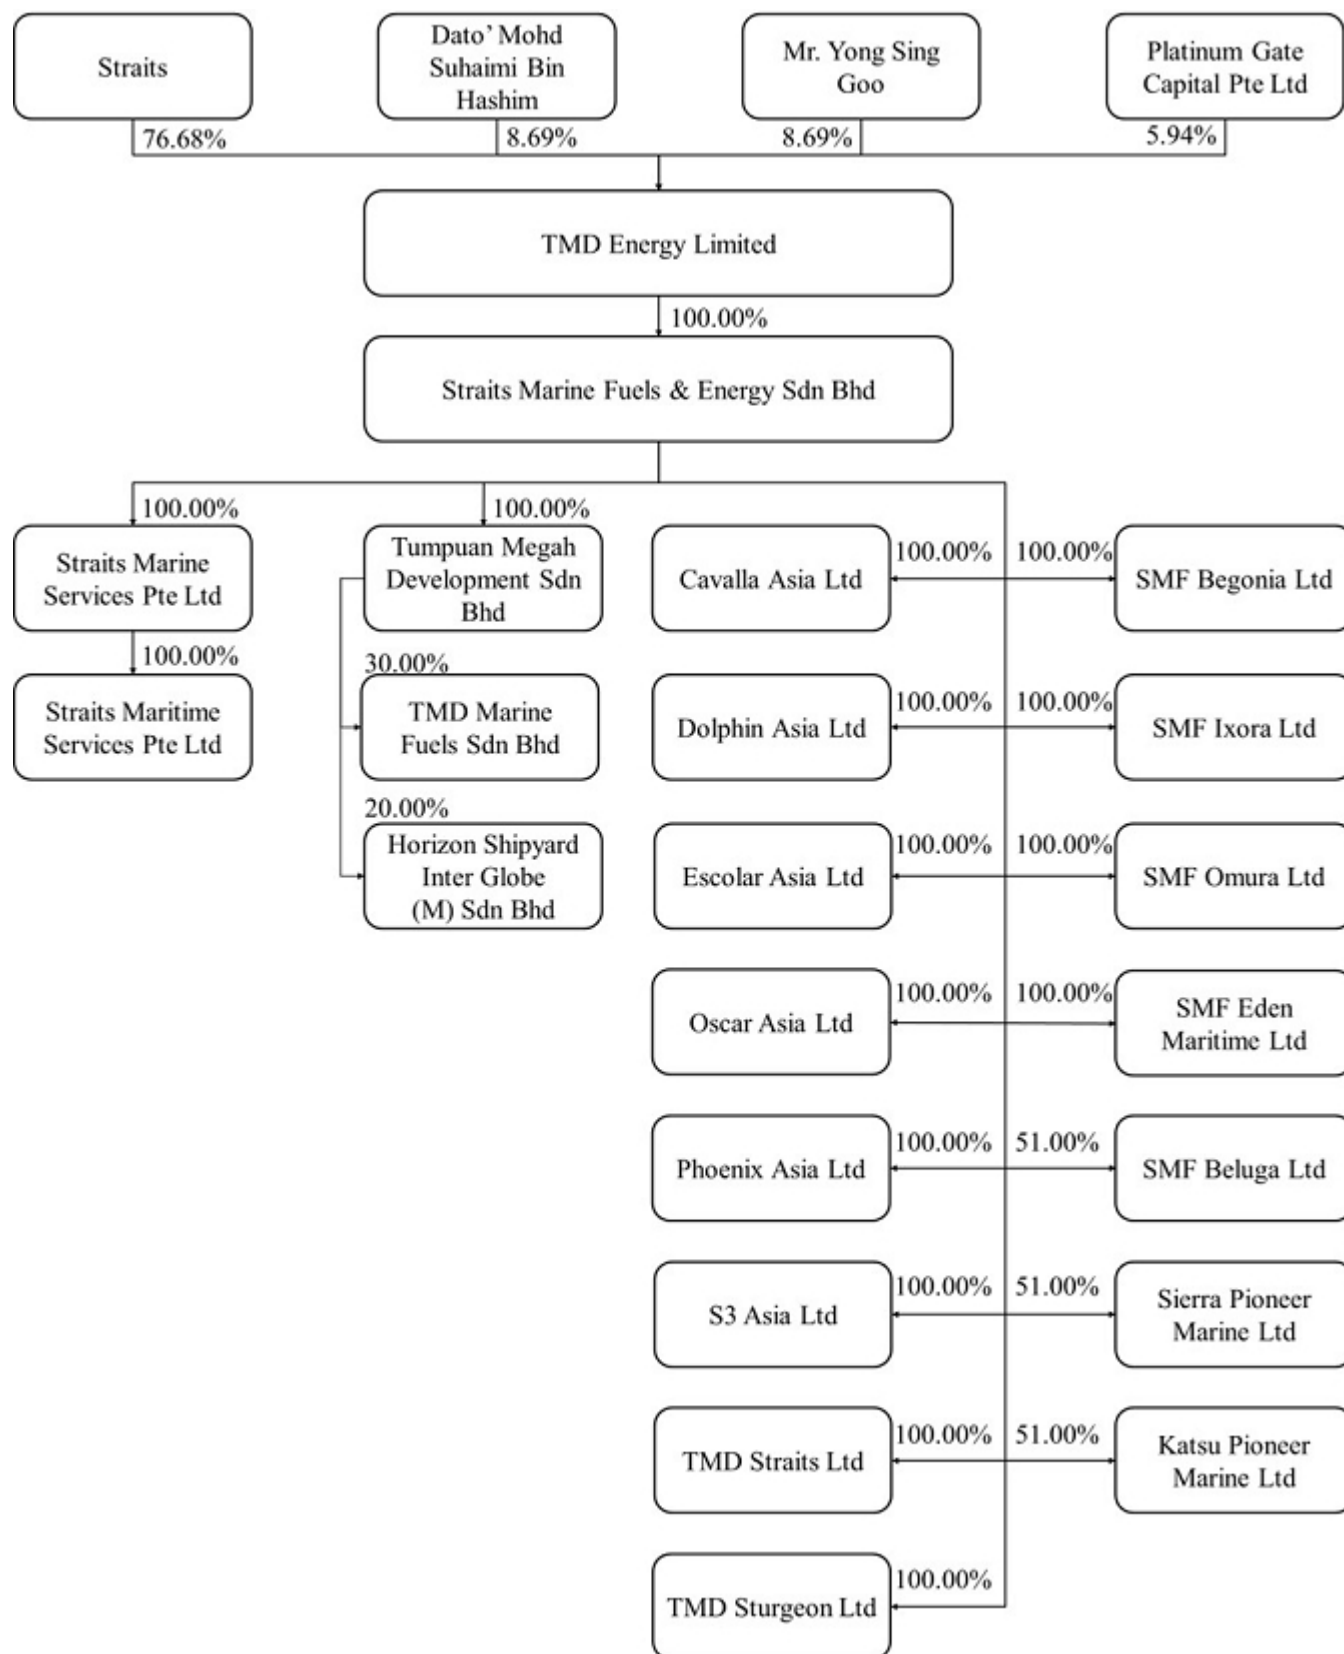 Straits
Dato’ Mohd
Suhaimi Bin
Hashim
Mr. Yong Sing
Goo
Platinum Gate
Capital Pte Ltd
76.68%
8.69%
8.69%
5.94%
TMD Energy Limited
100.00%
Straits Marine Fuels & Energy Sdn Bhd
100.00%
Straits Marine
Services Pte Ltd
100.00%
Straits Maritime
Services Pte Ltd
100.00%
Tumpuan Megah
Development Sdn
Bhd
30.00%
TMD Marine
Fuels Sdn Bhd
20.00%
Horizon Shipyard
Inter Globe
(M) Sdn Bhd
Cavalla Asia Ltd
100.00%
100.00%
SMF Begonia Ltd
Dolphin Asia Ltd
100.00%
100.00%
SMF Ixora Ltd
Escolar Asia Ltd
100.00%
100.00%
SMF Omura Ltd
Oscar Asia Ltd
100.00%
100.00%
SMF Eden
Maritime Ltd
Phoenix Asia Ltd
100.00%
51.00%
SMF Beluga Ltd
S3 Asia Ltd
100.00%
51.00%
Sierra Pioneer
Marine Ltd
TMD Straits Ltd
100.00%
51.00%
Katsu Pioneer
Marine Ltd
TMD Sturgeon Ltd
100.00%